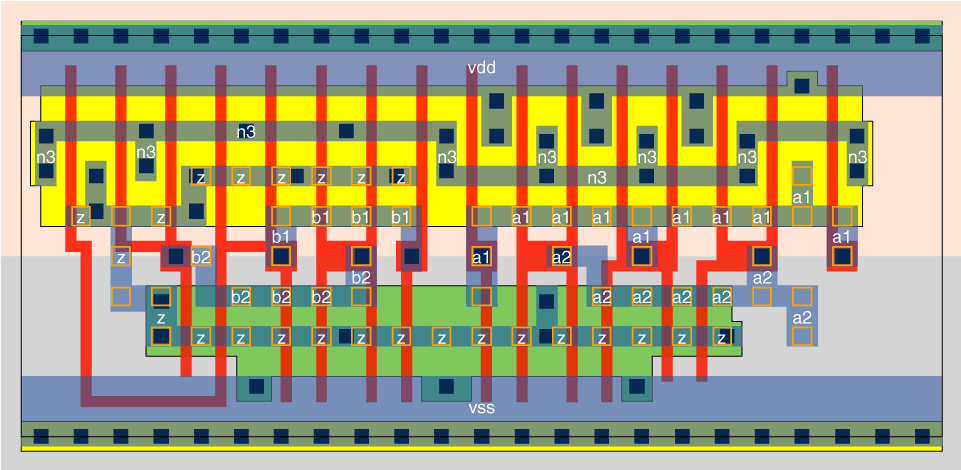 vdd
n3
n3 n3 n3 n3 n3 n3 n3
z z z z z z n3
a1
z z b1 b1 b1 a1 a1 a1 a1 a1 a1
b1 a1 a1
z b2 a1 a2
b2 a2
b2 b2 b2 a2 a2 a2 a2
z a2
z z z z z z z z z z z z z z
vss